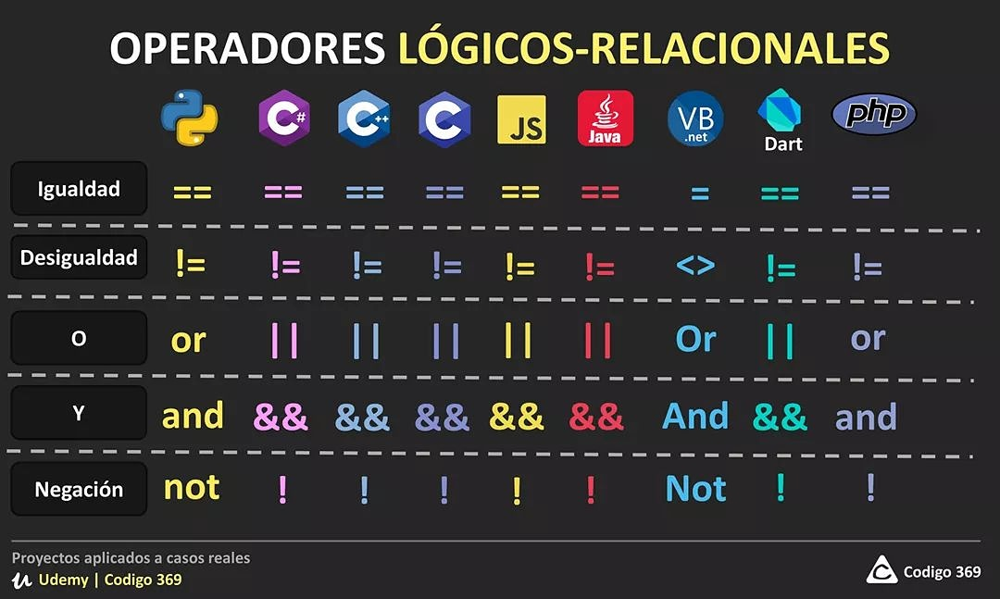 OPERADORES LÓGICOS-RELACIONALES
C# C++ C JS Java VB .net Dart php
Igualdad == == == == == == = == ==
Desigualdad != != != != != != <> != !=
O or || || || || || Or || or
Y and && && && && && And && and
Negación not ! ! ! ! ! Not ! !
Proyectos aplicados a casos reales
Udemy | Codigo 369
C Codigo 369